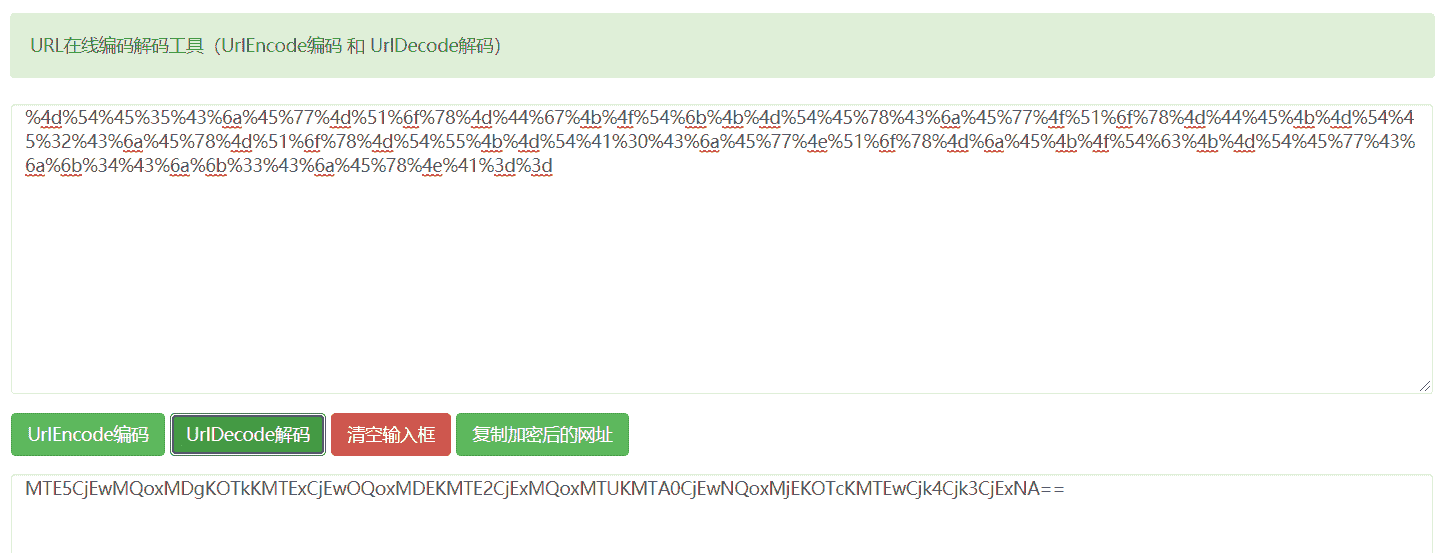 URL在线编码解码工具（UrlEncode编码 和 UrlDecode解码）
%4d%54%45%35%43%6a%45%77%4d%51%6f%78%4d%44%67%4b%4f%54%6b%4b%4d%54%45%78%43%6a%45%77%4f%51%6f%78%4d%44%45%4b%4d%54%4
5%32%43%6a%45%78%4d%51%6f%78%4d%54%55%4b%4d%54%41%30%43%6a%45%77%4e%51%6f%78%4d%6a%45%4b%4f%54%63%4b%4d%54%45%77%43%
6a%6b%34%43%6a%6b%33%43%6a%45%78%4e%41%3d%3d
UrlEncode编码 UrlDecode解码 清空输入框 复制加密后的网址
MTE5CjEwMQoxMDgKOTkKMTExCjEwOQoxMDEKMTE2CjExMQoxMTUKMTA0CjEwNQoxMjEKOTcKMTEwCjk4Cjk3CjExNA==